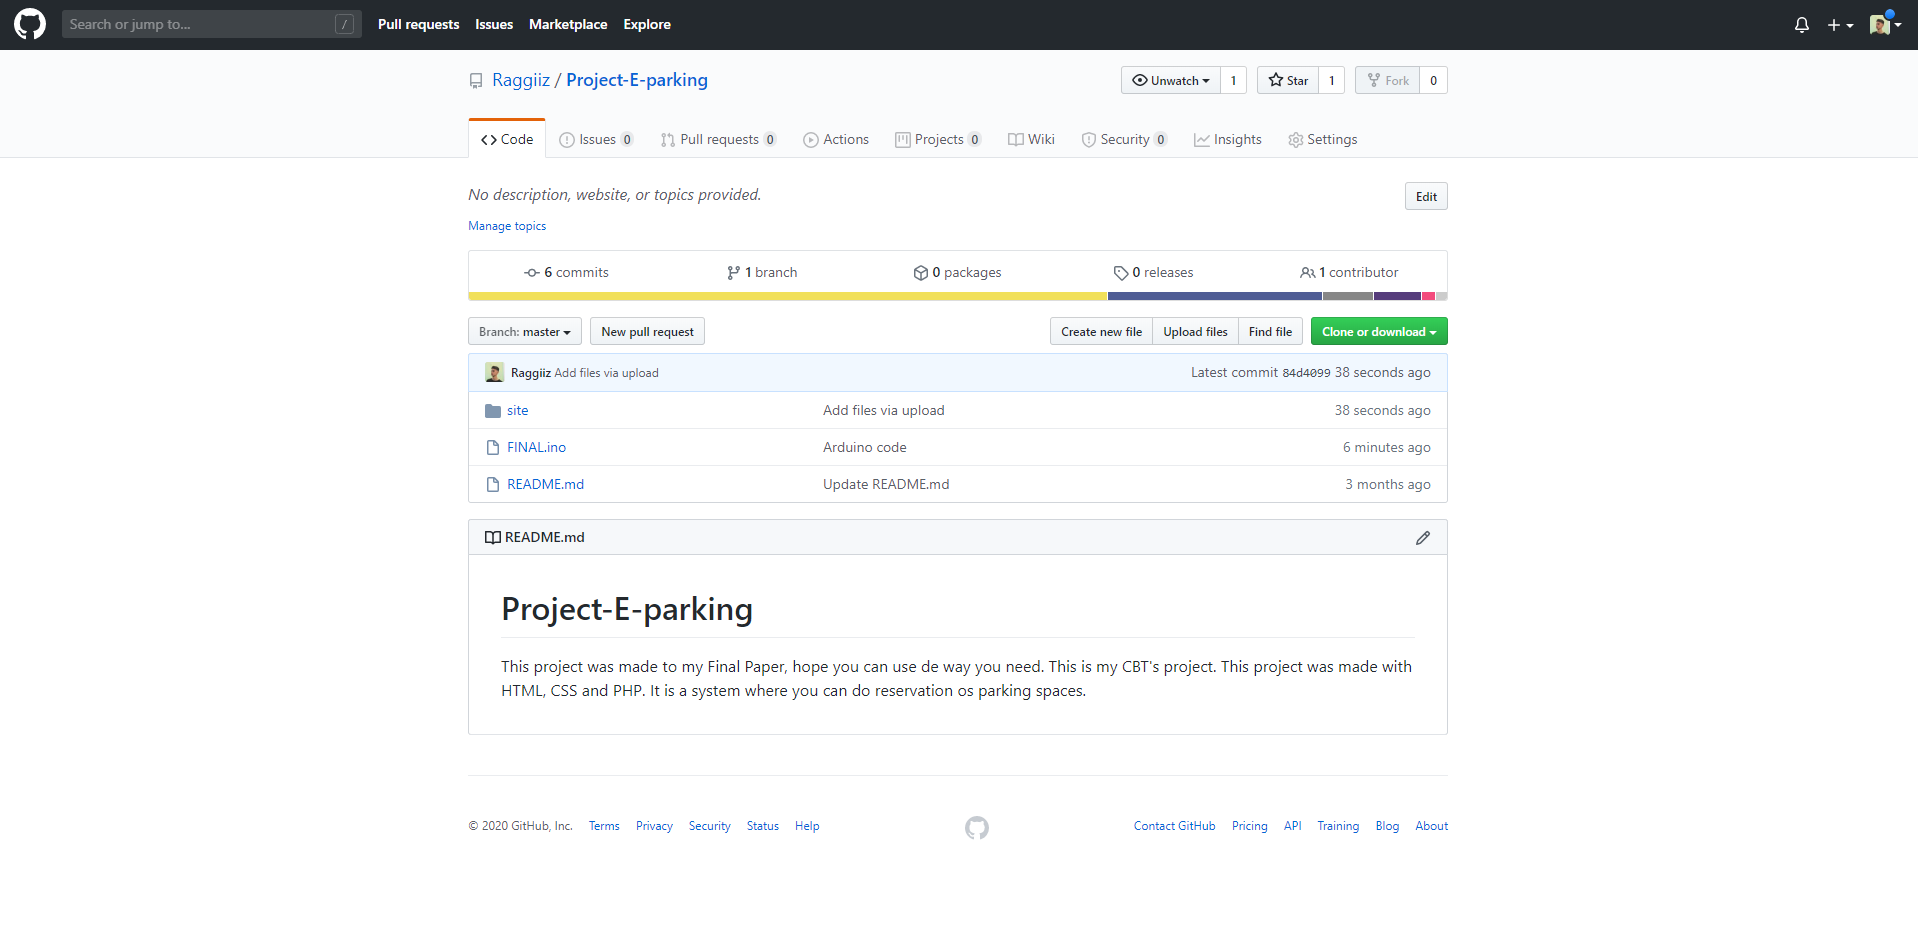 Search or jump to... /
Pull requests Issues Marketplace Explore
Raggiiz / Project-E-parking
Unwatch 1 Star 1 Fork 0
Code Issues 0 Pull requests 0 Actions Projects 0 Wiki Security 0 Insights Settings
No description, website, or topics provided.
Edit
Manage topics
6 commits 1 branch 0 packages 0 releases 1 contributor
Branch: master New pull request Create new file Upload files Find file Clone or download
Raggiiz Add files via upload Latest commit 84d4099 38 seconds ago
site Add files via upload 38 seconds ago
FINAL.ino Arduino code 6 minutes ago
README.md Update README.md 3 months ago
README.md
Project-E-parking
This project was made to my Final Paper, hope you can use de way you need. This is my CBT's project. This project was made with
HTML, CSS and PHP. It is a system where you can do reservation os parking spaces.
© 2020 GitHub, Inc. Terms Privacy Security Status Help Contact GitHub Pricing API Training Blog About